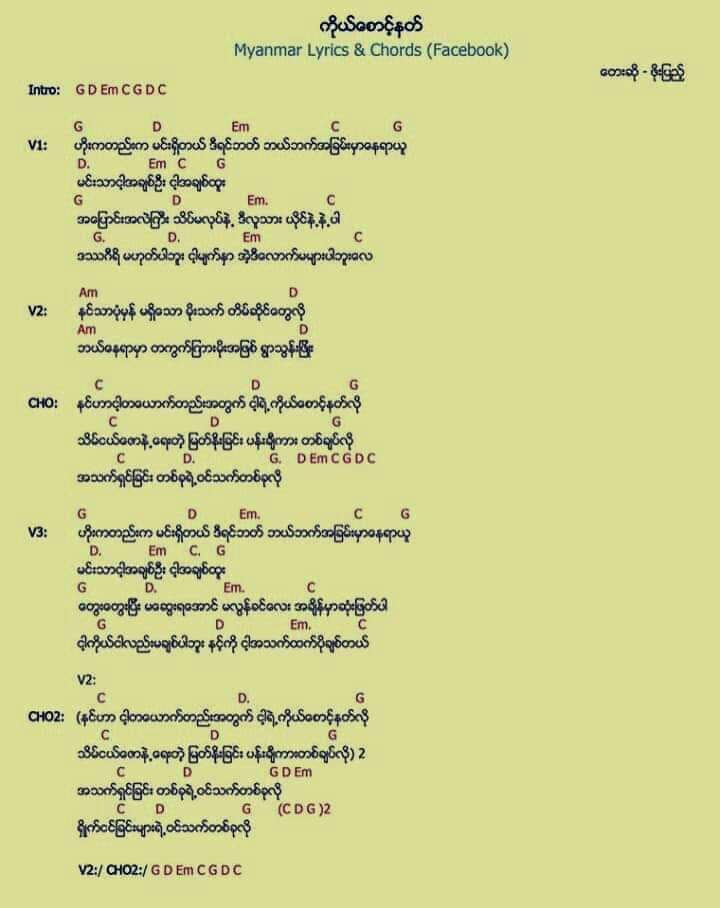 ကိုယ်စောင့်နတ်
Myanmar Lyrics & Chords (Facebook)
တေးဆို - ဖိုးပြည့်
Intro: G D Em C G D C
G D Em C G
V1: ဟိုးကတည်းက မင်းရှိတယ် ဒီရင်ဘတ် ဘယ်ဘက်အခြမ်းမှာနေရာယူ
D. Em C G
မင်းသာငါ့အချစ်ဦး ငါ့အချစ်ထူး
G D Em. C
အပြောင်းအလဲကြီး သိပ်မလုပ်နဲ့ ဒီလူသား ယိုင်နဲ့နဲ့ပါ
G. D. Em C
ဒဿဂီရိ မဟုတ်ပါဘူး ငါ့မျက်နှာ အဲ့ဒီလောက်မများပါဘူးလေ
Am D
V2: နင်သာပုံမှန် မရှိသော မိုးသက် တိမ်ဆိုင်တွေလို
Am D
ဘယ်နေရာမှာ တကွက်ကြားမိုးအဖြစ် ရွာသွန်းဖြိုး
C D G
CHO: နင်ဟာငါ့တယောက်တည်းအတွက် ငါ့ရဲ့ကိုယ်စောင့်နတ်လို
C D G
သိမ်ငယ်ဇောနဲ့ရေးတဲ့ မြတ်နိုးခြင်း ပန်းချီကား တစ်ချပ်လို
C D. G. D Em C G D C
အသက်ရှင်ခြင်း တစ်ခုရဲ့ဝင်သက်တစ်ခုလို
G D Em. C G
V3: ဟိုးကတည်းက မင်းရှိတယ် ဒီရင်ဘတ် ဘယ်ဘက်အခြမ်းမှာနေရာယူ
D. Em C. G
မင်းသာငါ့အချစ်ဦး ငါ့အချစ်ထူး
G D. Em. C
တွေးတွေးပြီး မဆွေးရအောင် မလွန်ခင်လေး အချိန်မှာဆုံးဖြတ်ပါ
G D Em. C
ငါ့ကိုယ်ငါလည်းမချစ်ပါဘူး နင့်ကို ငါ့အသက်ထက်ပိုချစ်တယ်
V2:
C D. G
CHO2: (နင်ဟာ ငါ့တယောက်တည်းအတွက် ငါ့ရဲ့ကိုယ်စောင့်နတ်လို
C D G
သိမ်ငယ်ဇောနဲ့ရေးတဲ့ မြတ်နိုးခြင်း ပန်းချီကားတစ်ချပ်လို) 2
C D G D Em
အသက်ရှင်ခြင်း တစ်ခုရဲ့ဝင်သက်တစ်ခုလို
C D G (C D G )2
ရှိုက်ငင်ခြင်းများရဲ့ဝင်သက်တစ်ခုလို
V2:/ CHO2:/ G D Em C G D C